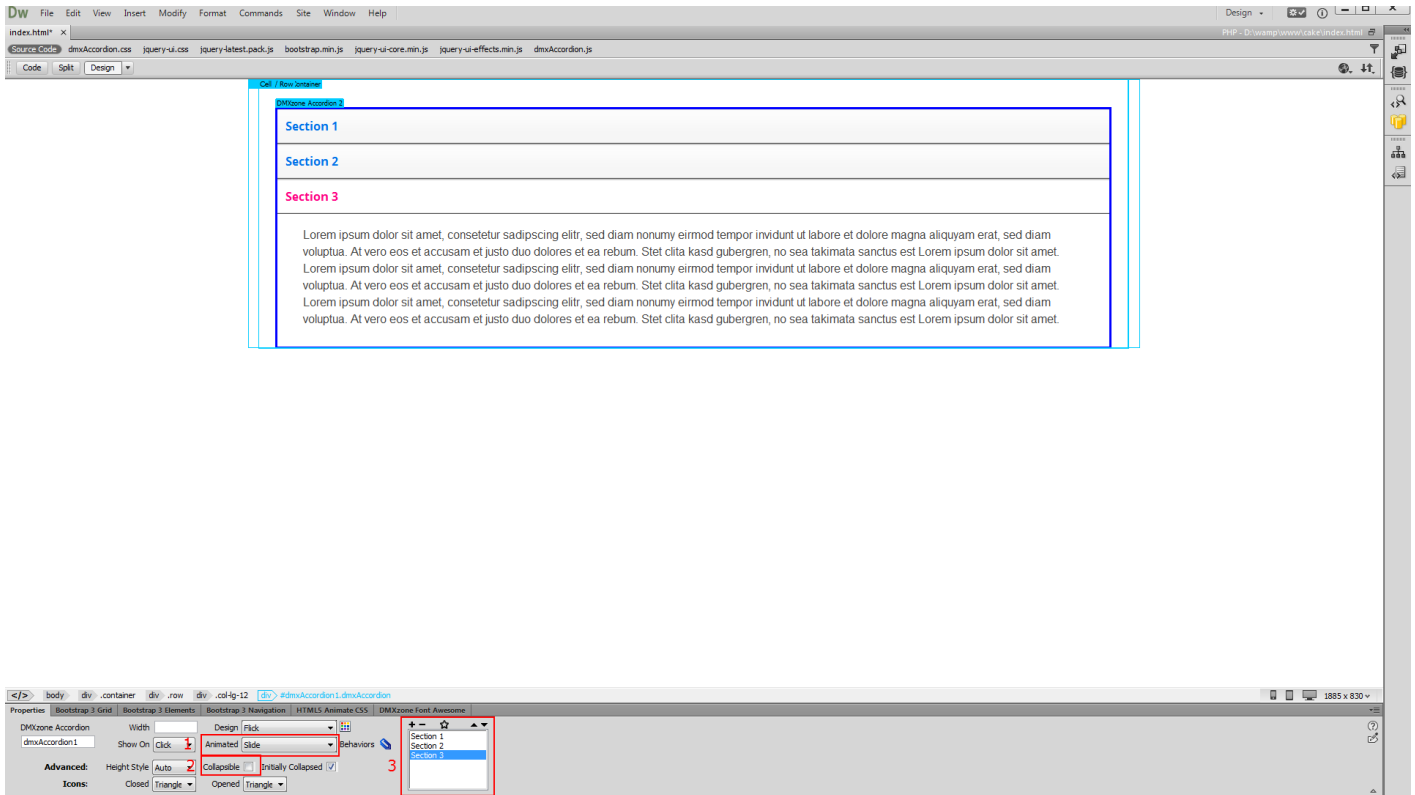 Dw File Edit View Insert Modify Format Commands Site Window Help Design
index.html* × PHP - D:\wamp\www\cake\index.html
Source Code dmxAccordion.css jquery-ui.css jquery-latest.pack.js bootstrap.min.js jquery-ui-core.min.js jquery-ui-effects.min.js dmxAccordion.js
Code Split Design
Cell / Row
DMXzone Accordion 2
Section 1
Section 2
Section 3
Lorem ipsum dolor sit amet, consetetur sadipscing elitr, sed diam nonumy eirmod tempor invidunt ut labore et dolore magna aliquyam erat, sed diam
voluptua. At vero eos et accusam et justo duo dolores et ea rebum. Stet clita kasd gubergren, no sea takimata sanctus est Lorem ipsum dolor sit amet.
Lorem ipsum dolor sit amet, consetetur sadipscing elitr, sed diam nonumy eirmod tempor invidunt ut labore et dolore magna aliquyam erat, sed diam
voluptua. At vero eos et accusam et justo duo dolores et ea rebum. Stet clita kasd gubergren, no sea takimata sanctus est Lorem ipsum dolor sit amet.
Lorem ipsum dolor sit amet, consetetur sadipscing elitr, sed diam nonumy eirmod tempor invidunt ut labore et dolore magna aliquyam erat, sed diam
voluptua. At vero eos et accusam et justo duo dolores et ea rebum. Stet clita kasd gubergren, no sea takimata sanctus est Lorem ipsum dolor sit amet.
</> body div .container div .row div .col-lg-12 div #dmxAccordion1.dmxAccordion 1885 x 830
Properties Bootstrap 3 Grid Bootstrap 3 Elements Bootstrap 3 Navigation HTML5 Animate CSS DMXzone Font Awesome
DMXzone Accordion Width Design Flick
dmxAccordion1 Show On Click 1 Animated Slide Behaviors
Section 1
Section 2
Section 3
Advanced: Height Style Auto 2 Collapsible Initially Collapsed 3
Icons: Closed Triangle Opened Triangle